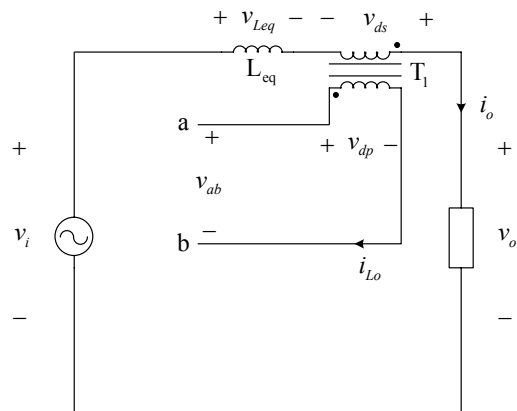 + v_Leq − − v_ds +
L_eq
T_1
a
+
+ v_dp −
i_o
+
+
v_ab
v_i
b
−
i_Lo
v_o
−
−